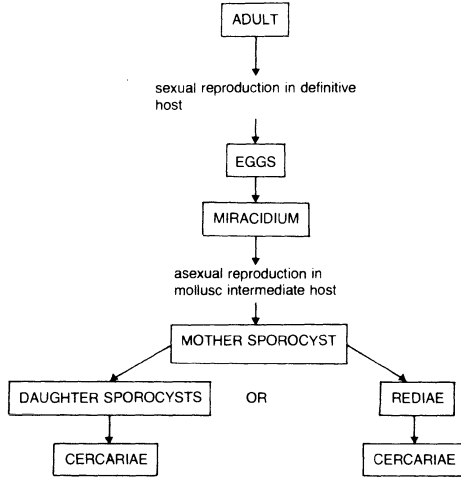 ADULT
sexual reproduction in definitive
host
EGGS
MIRACIDIUM
asexual reproduction in
mollusc intermediate host
MOTHER SPOROCYST
DAUGHTER SPOROCYSTS OR REDIAE
CERCARIAE CERCARIAE